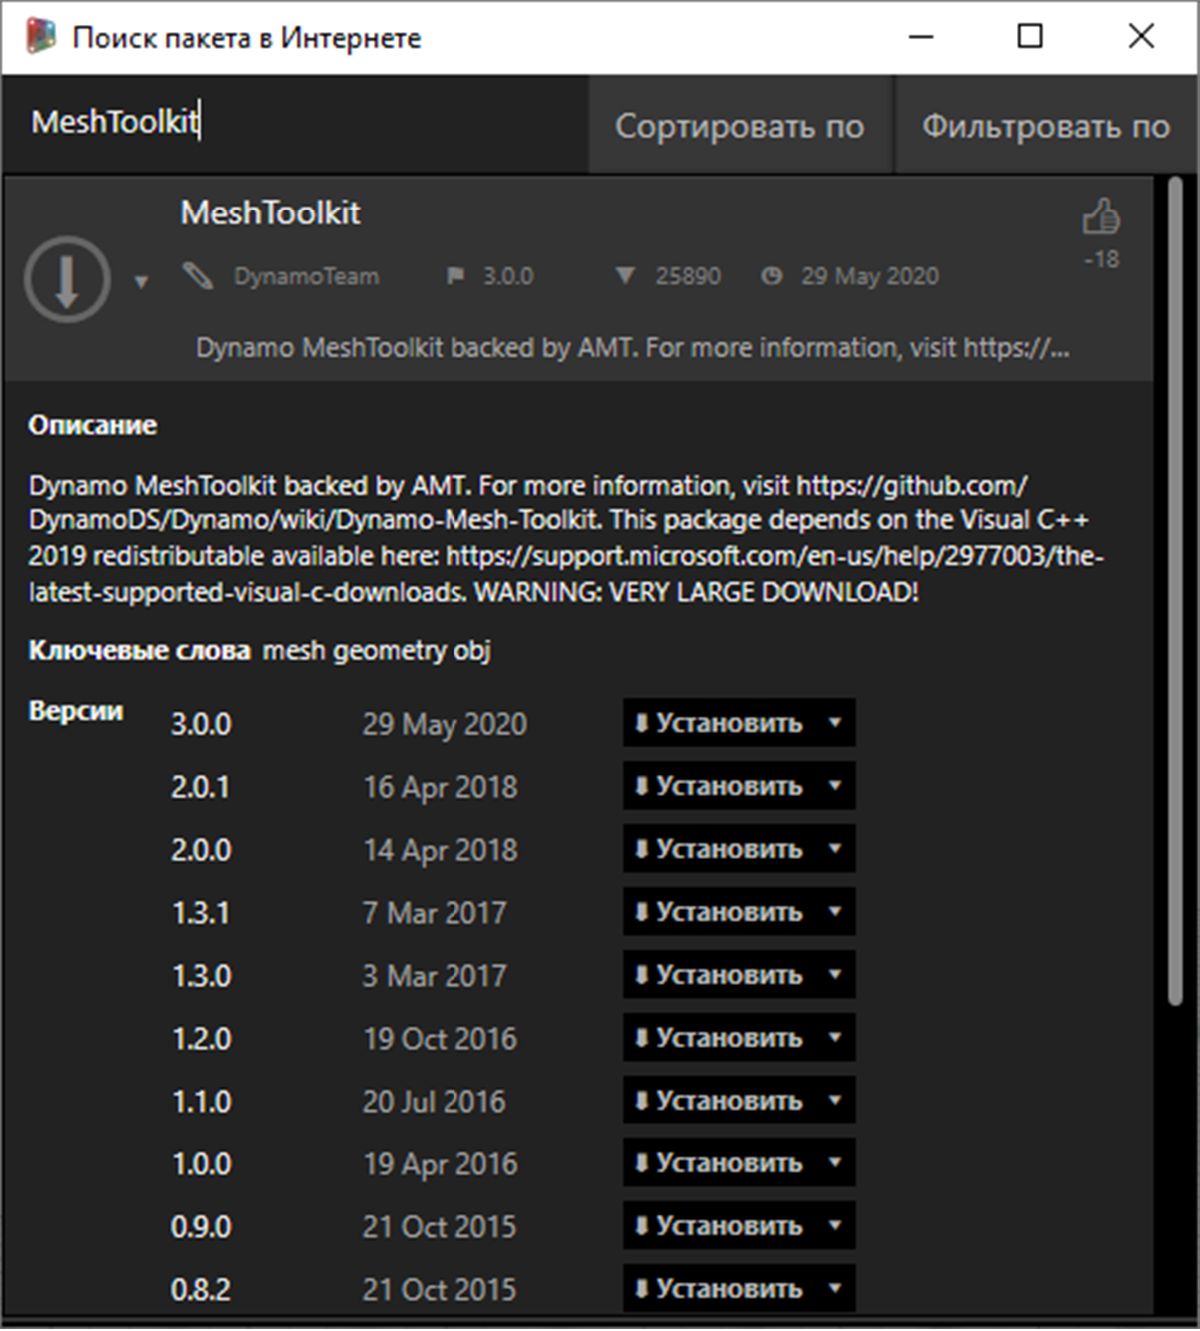 Поиск пакета в Интернете
MeshToolkit
Сортировать по
Фильтровать по
MeshToolkit
DynamoTeam 3.0.0 25890 29 May 2020
-18
Dynamo MeshToolkit backed by AMT. For more information, visit https://...
Описание
Dynamo MeshToolkit backed by AMT. For more information, visit https://github.com/
DynamoDS/Dynamo/wiki/Dynamo-Mesh-Toolkit. This package depends on the Visual C++
2019 redistributable available here: https://support.microsoft.com/en-us/help/2977003/the-
latest-supported-visual-c-downloads. WARNING: VERY LARGE DOWNLOAD!
Ключевые слова mesh geometry obj
Версии
3.0.0 29 May 2020 Установить
2.0.1 16 Apr 2018 Установить
2.0.0 14 Apr 2018 Установить
1.3.1 7 Mar 2017 Установить
1.3.0 3 Mar 2017 Установить
1.2.0 19 Oct 2016 Установить
1.1.0 20 Jul 2016 Установить
1.0.0 19 Apr 2016 Установить
0.9.0 21 Oct 2015 Установить
0.8.2 21 Oct 2015 Установить